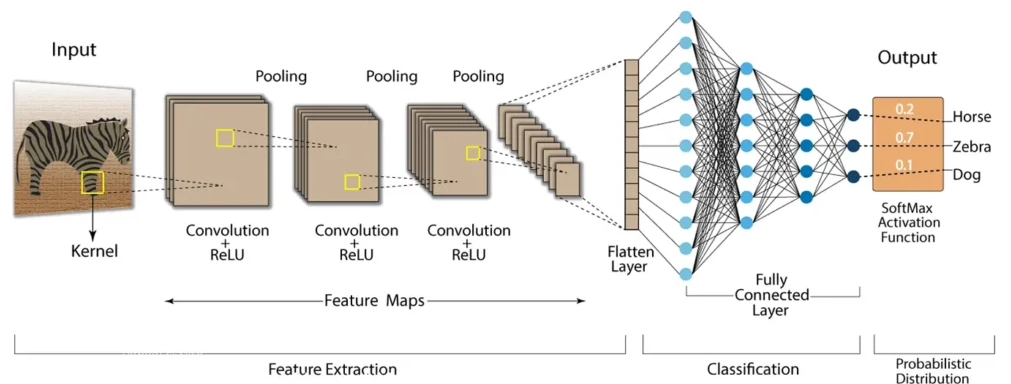 Input
Kernel
Pooling
Pooling
Pooling
Convolution
+
ReLU
Convolution
+
ReLU
Convolution
+
ReLU
Feature Maps
Flatten
Layer
Fully
Connected
Layer
Output
0.2
Horse
0.7
Zebra
0.1
Dog
SoftMax
Activation
Function
Feature Extraction
Classification
Probabilistic
Distribution